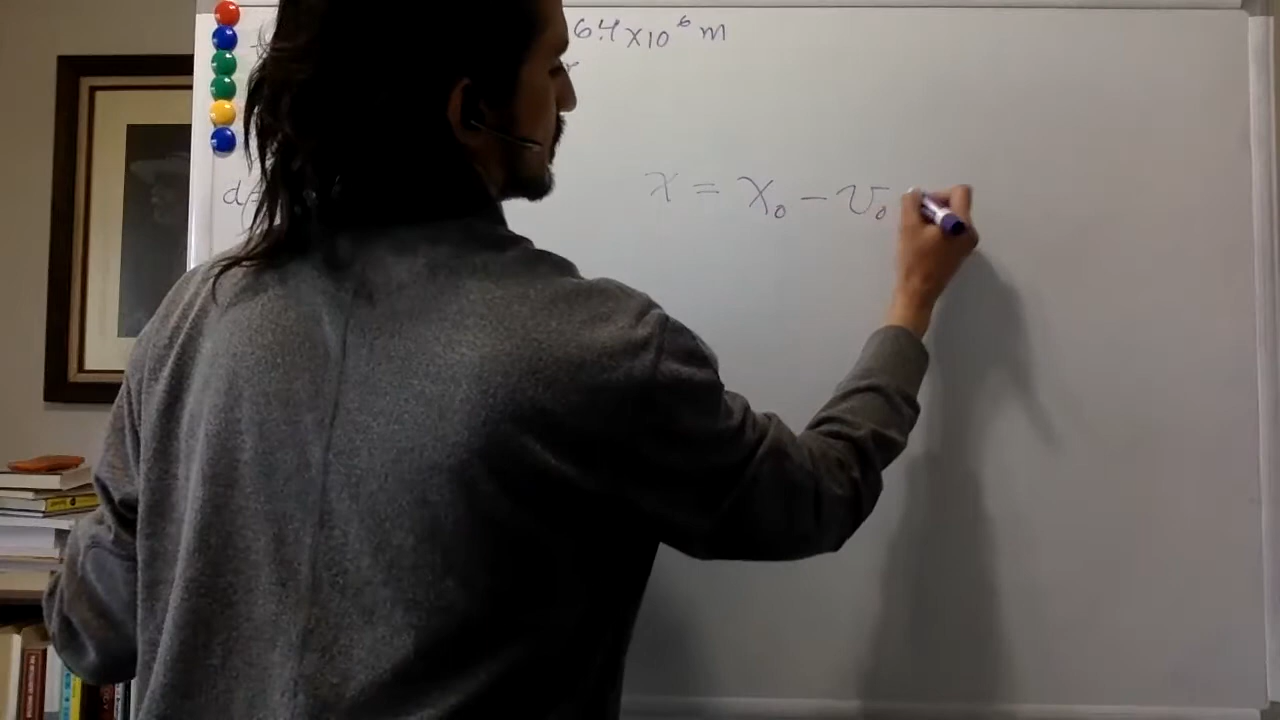 6.4 x 10⁶ m
x = x₀ - v₀